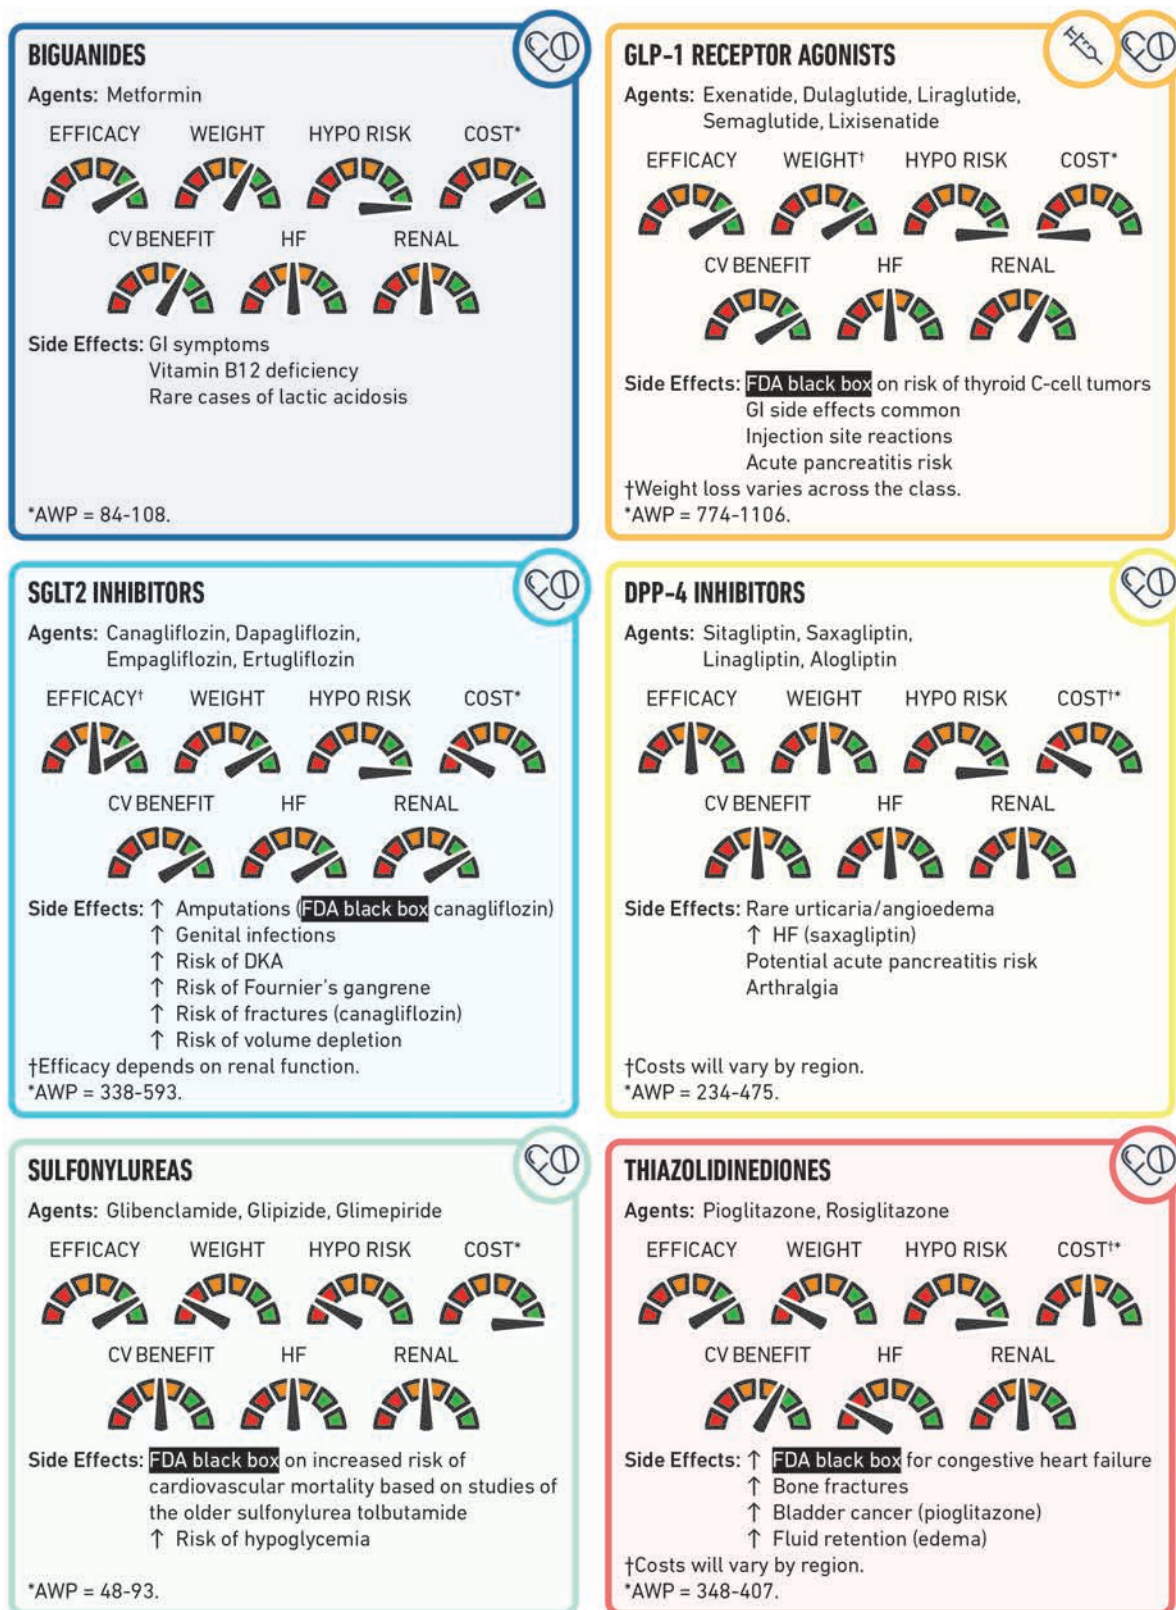 BIGUANIDES
Agents: Metformin
EFFICACY WEIGHT HYPO RISK COST*
CV BENEFIT HF RENAL
Side Effects: GI symptoms
Vitamin B12 deficiency
Rare cases of lactic acidosis
*AWP = 84-108.
GLP-1 RECEPTOR AGONISTS
Agents: Exenatide, Dulaglutide, Liraglutide,
Semaglutide, Lixisenatide
EFFICACY WEIGHT† HYPO RISK COST*
CV BENEFIT HF RENAL
Side Effects: FDA black box on risk of thyroid C-cell tumors
GI side effects common
Injection site reactions
Acute pancreatitis risk
†Weight loss varies across the class.
*AWP = 774-1106.
SGLT2 INHIBITORS
Agents: Canagliflozin, Dapagliflozin,
Empagliflozin, Ertugliflozin
EFFICACY† WEIGHT HYPO RISK COST*
CV BENEFIT HF RENAL
Side Effects: ↑ Amputations (FDA black box canagliflozin)
↑ Genital infections
↑ Risk of DKA
↑ Risk of Fournier's gangrene
↑ Risk of fractures (canagliflozin)
↑ Risk of volume depletion
†Efficacy depends on renal function.
*AWP = 338-593.
DPP-4 INHIBITORS
Agents: Sitagliptin, Saxagliptin,
Linagliptin, Alogliptin
EFFICACY WEIGHT HYPO RISK COST†*
CV BENEFIT HF RENAL
Side Effects: Rare urticaria/angioedema
↑ HF (saxagliptin)
Potential acute pancreatitis risk
Arthralgia
†Costs will vary by region.
*AWP = 234-475.
SULFONYLUREAS
Agents: Glibenclamide, Glipizide, Glimepiride
EFFICACY WEIGHT HYPO RISK COST*
CV BENEFIT HF RENAL
Side Effects: FDA black box on increased risk of
cardiovascular mortality based on studies of
the older sulfonylurea tolbutamide
↑ Risk of hypoglycemia
*AWP = 48-93.
THIAZOLIDINEDIONES
Agents: Pioglitazone, Rosiglitazone
EFFICACY WEIGHT HYPO RISK COST†*
CV BENEFIT HF RENAL
Side Effects: ↑ FDA black box for congestive heart failure
↑ Bone fractures
↑ Bladder cancer (pioglitazone)
↑ Fluid retention (edema)
†Costs will vary by region.
*AWP = 348-407.